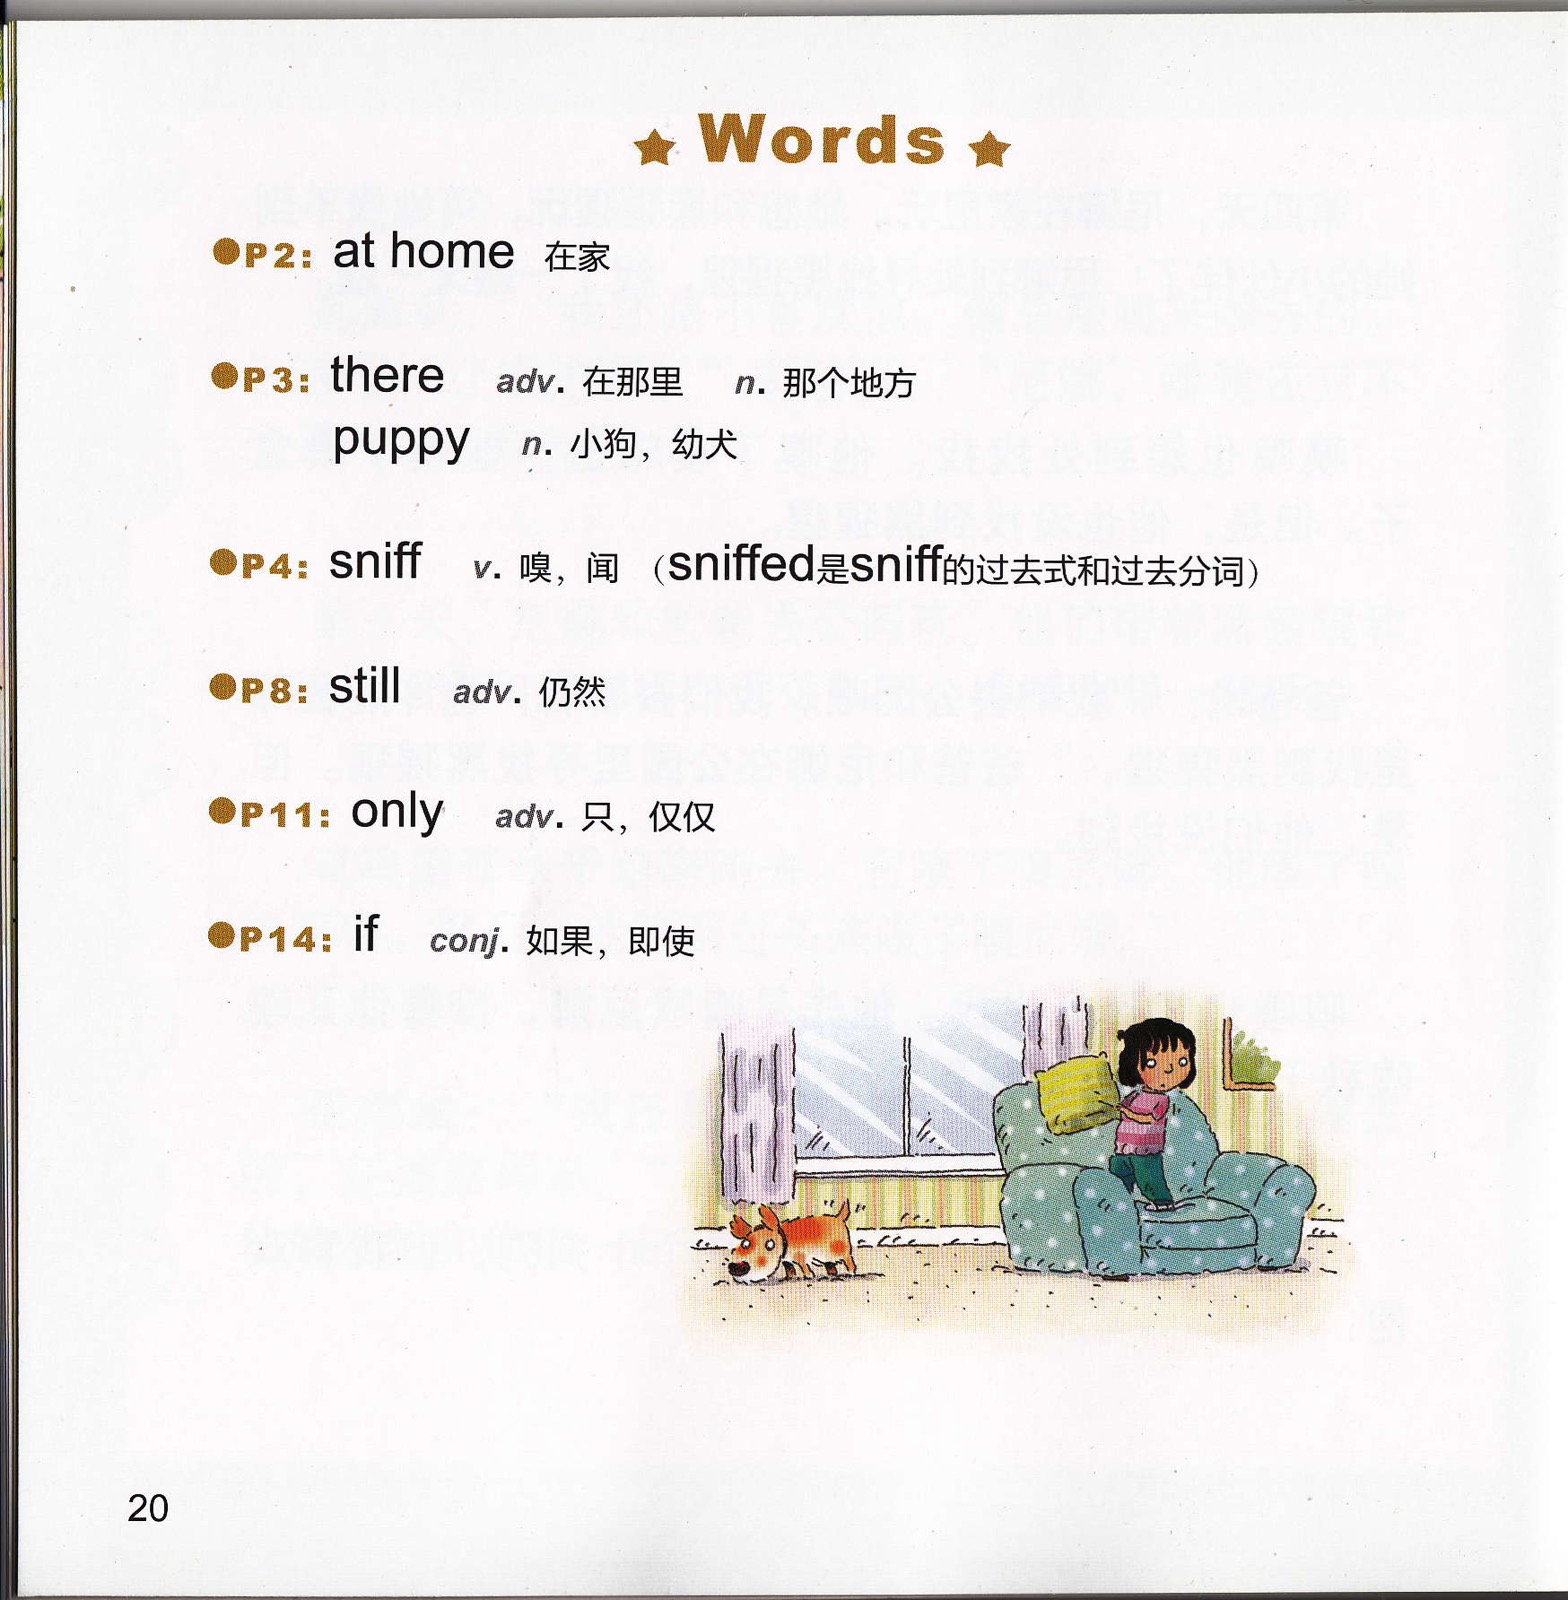 ★ Words ★
●P2: at home 在家
●P3: there adv. 在那里 n. 那个地方
puppy n. 小狗，幼犬
●P4: sniff v. 嗅，闻 （sniffed是sniff的过去式和过去分词）
●P8: still adv. 仍然
●P11: only adv. 只，仅仅
●P14: if conj. 如果，即使
20